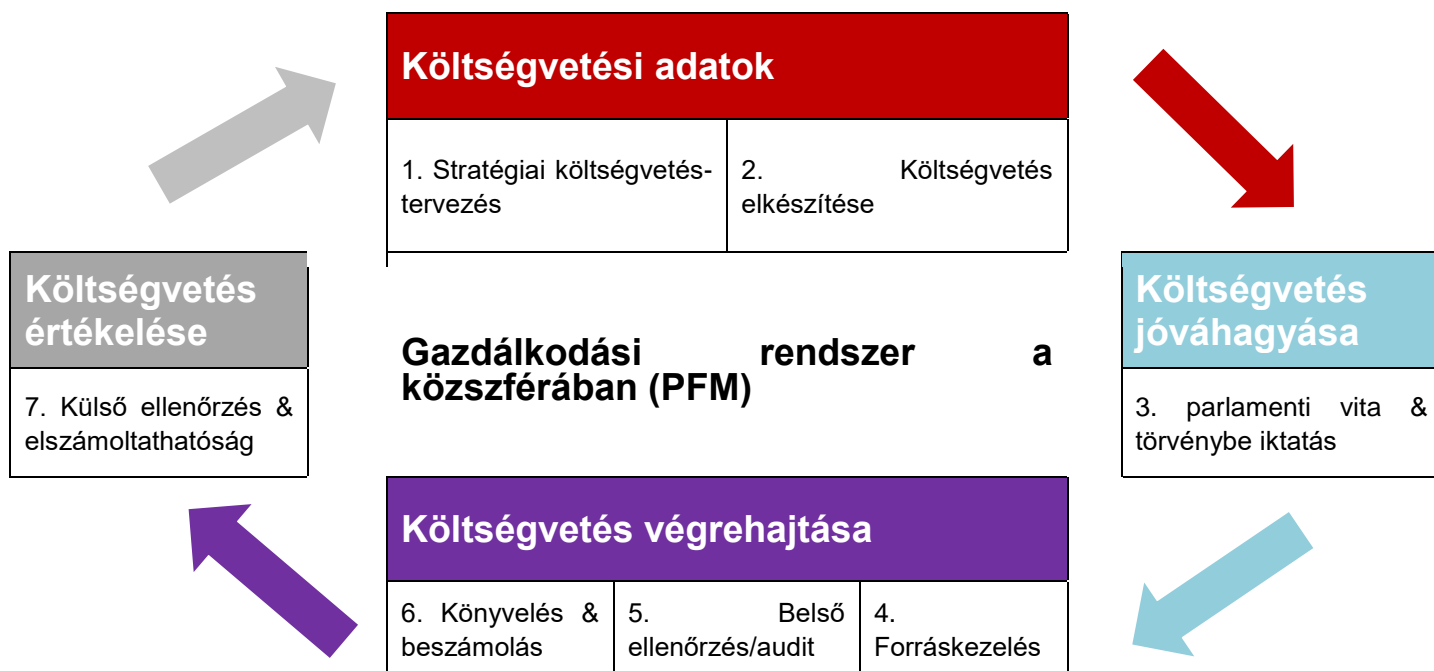 Költségvetési adatok
1. Stratégiai költségvetés-
tervezés
2. Költségvetés
elkészítése
Költségvetés
értékelése
7. Külső ellenőrzés &
elszámoltathatóság
Gazdálkodási rendszer a
közszférában (PFM)
Költségvetés
jóváhagyása
3. parlamenti vita &
törvénybe iktatás
Költségvetés végrehajtása
6. Könyvelés &
beszámolás
5. Belső
ellenőrzés/audit
4.
Forráskezelés